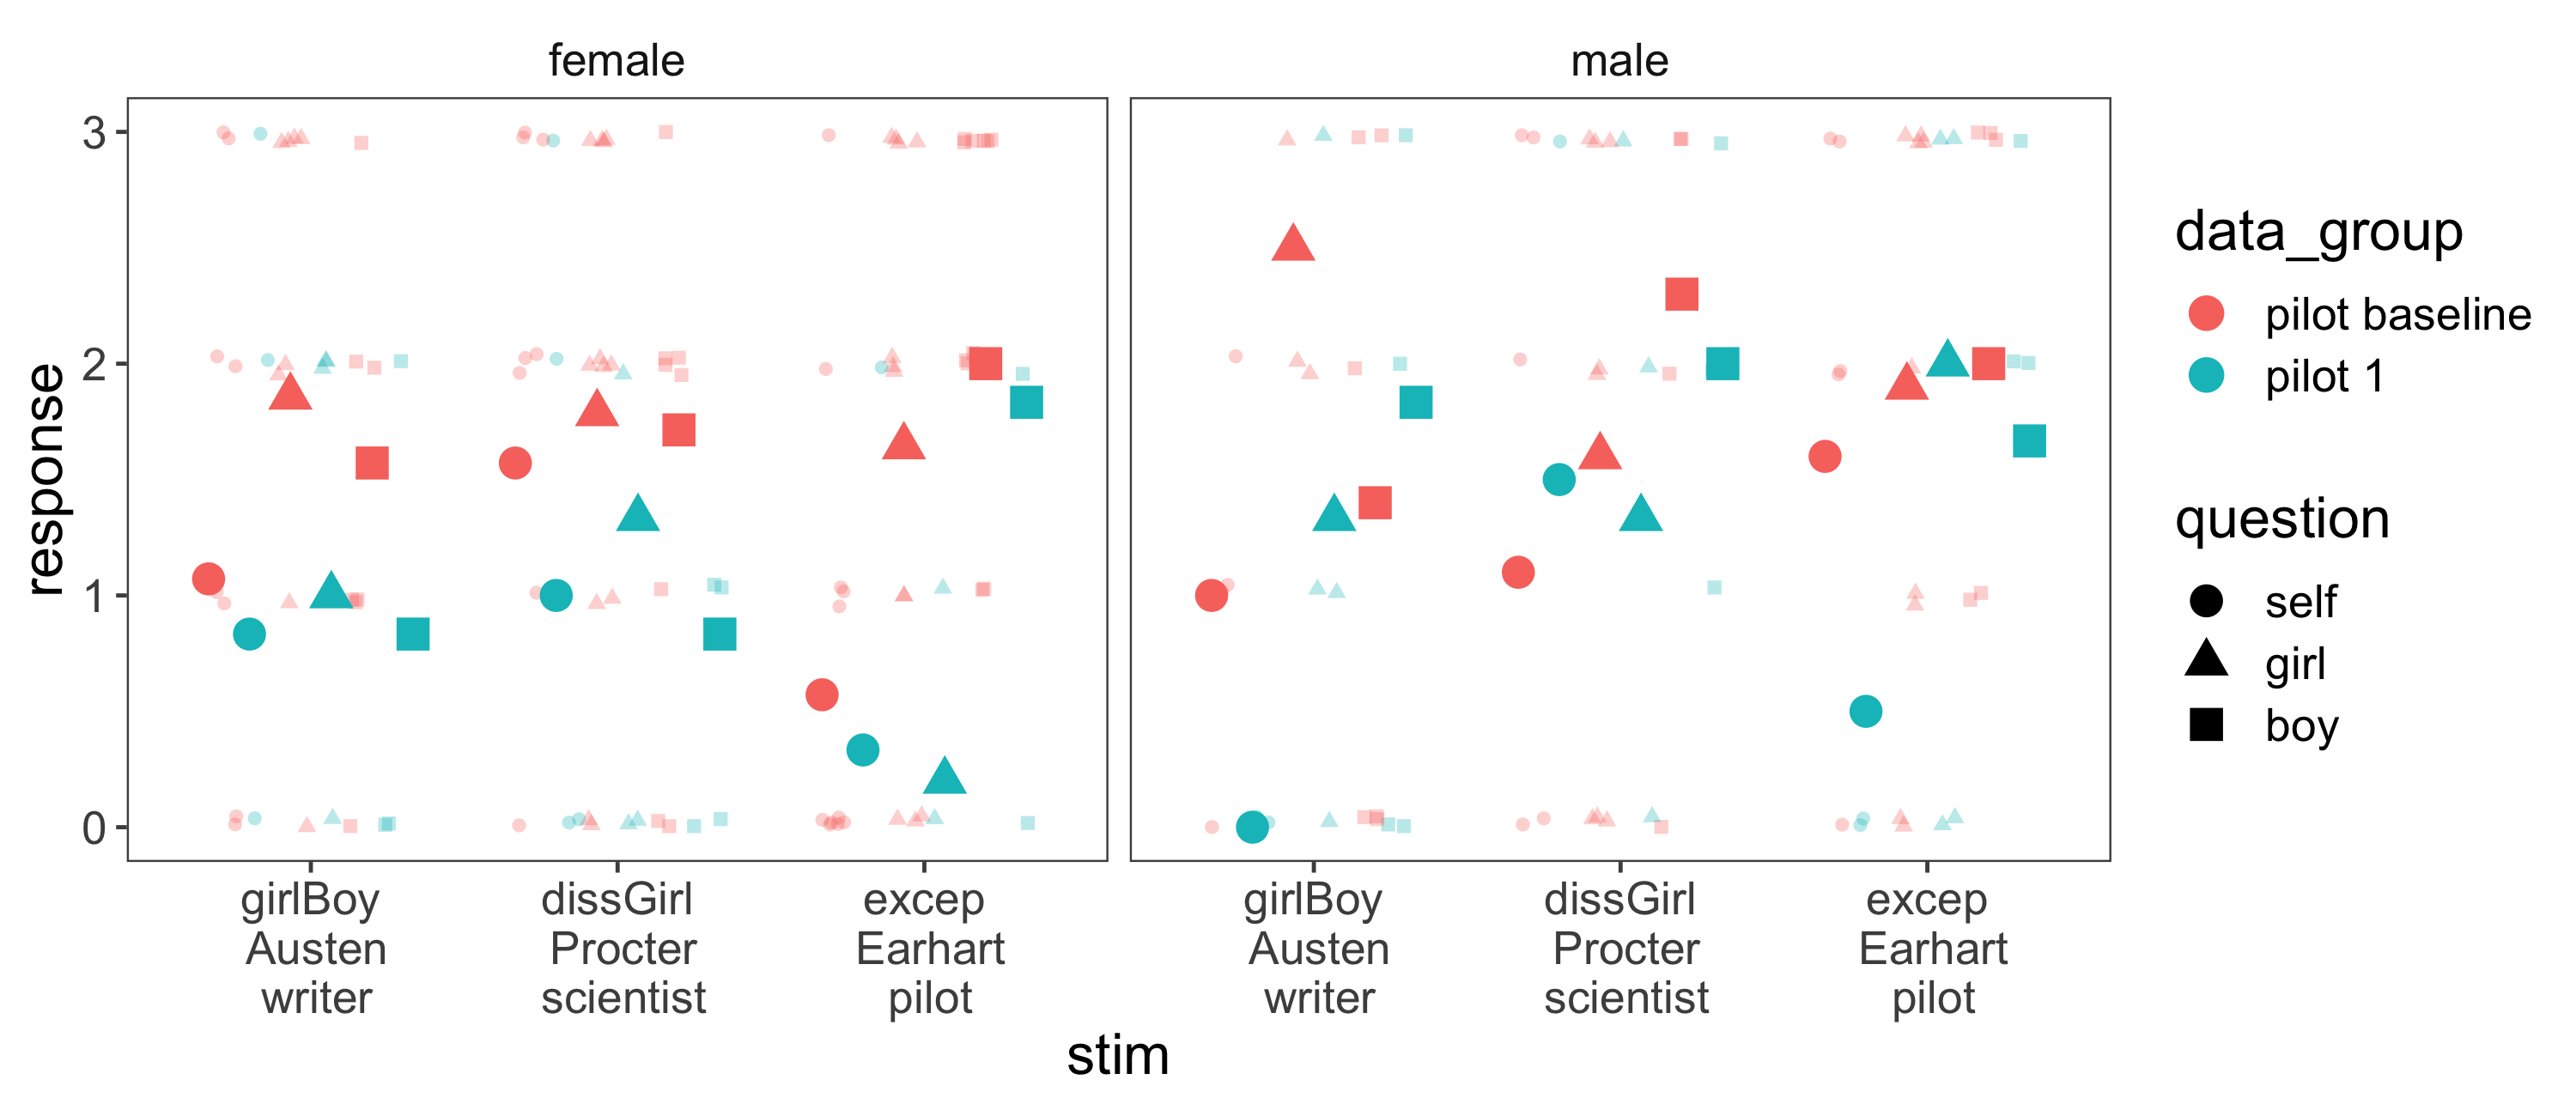 female
male
response
3
2
1
0
girlBoy
Austen
writer
dissGirl
Procter
scientist
excep
Earhart
pilot
girlBoy
Austen
writer
dissGirl
Procter
scientist
excep
Earhart
pilot
stim
data_group
pilot baseline
pilot 1
question
self
girl
boy